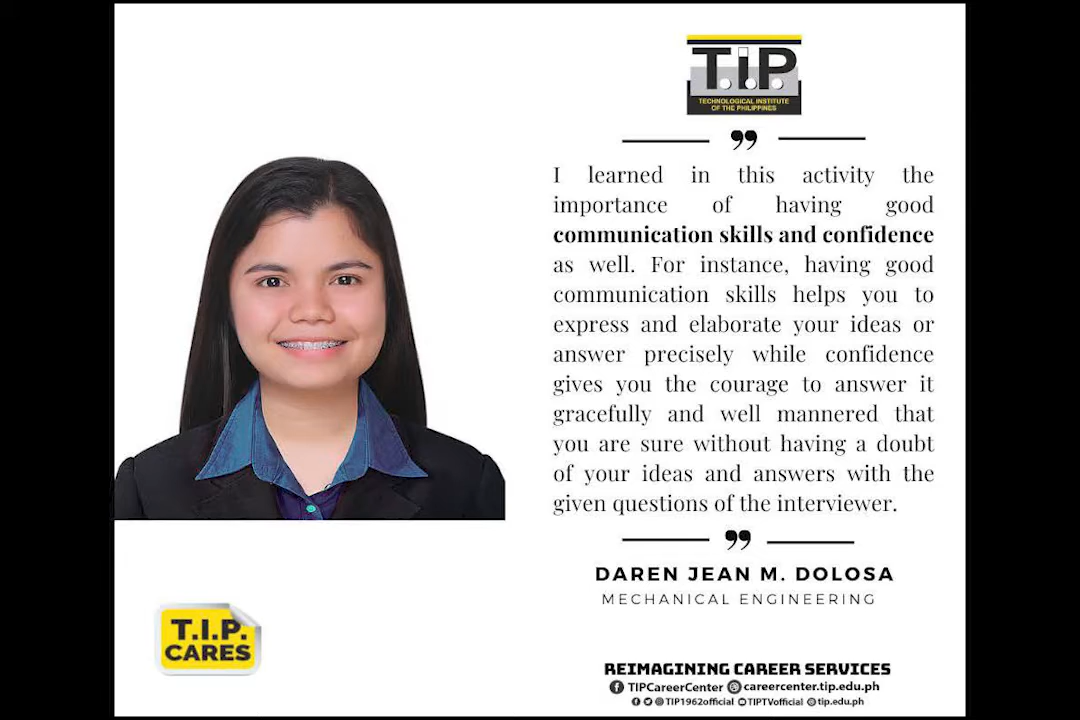 T.I.P.
TECHNOLOGICAL INSTITUTE
OF THE PHILIPPINES
I learned in this activity the
importance of having good
communication skills and confidence
as well. For instance, having good
communication skills helps you to
express and elaborate your ideas or
answer precisely while confidence
gives you the courage to answer it
gracefully and well mannered that
you are sure without having a doubt
of your ideas and answers with the
given questions of the interviewer.
DAREN JEAN M. DOLOSA
MECHANICAL ENGINEERING
T.I.P.
CARES
REIMAGINING CAREER SERVICES
TIPCareerCenter careercenter.tip.edu.ph
TIP1962official TIPTVofficial tip.edu.ph